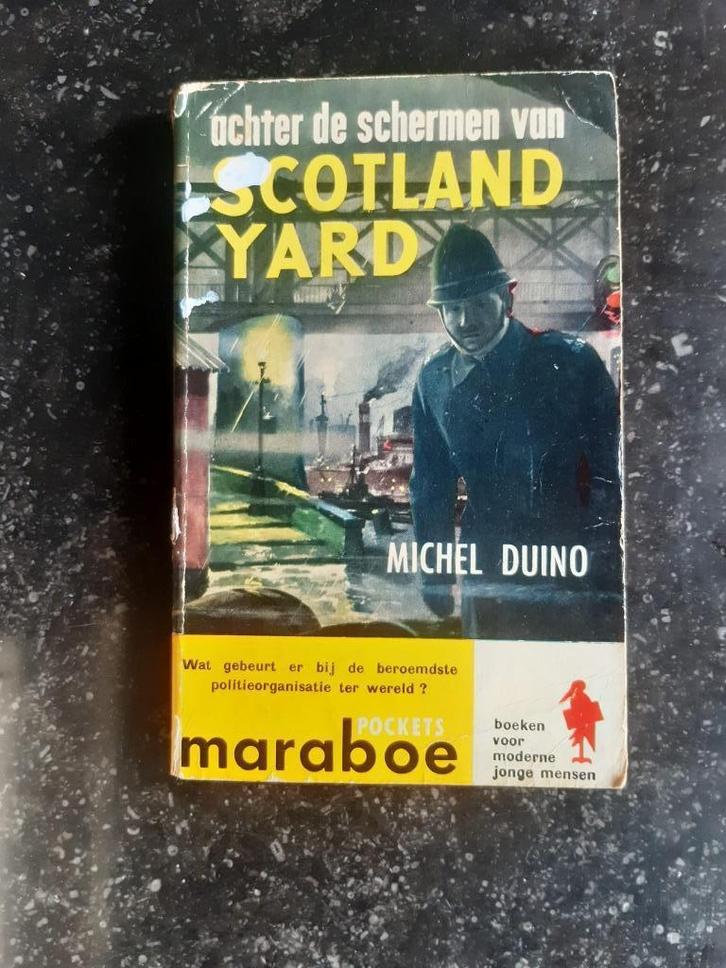 achter de schermen van
SCOTLAND
YARD
MICHEL DUINO
Wat gebeurt er bij de beroemdste
politieorganisatie ter wereld ?
POCKETS
maraboe
boeken
voor
moderne
jonge mensen